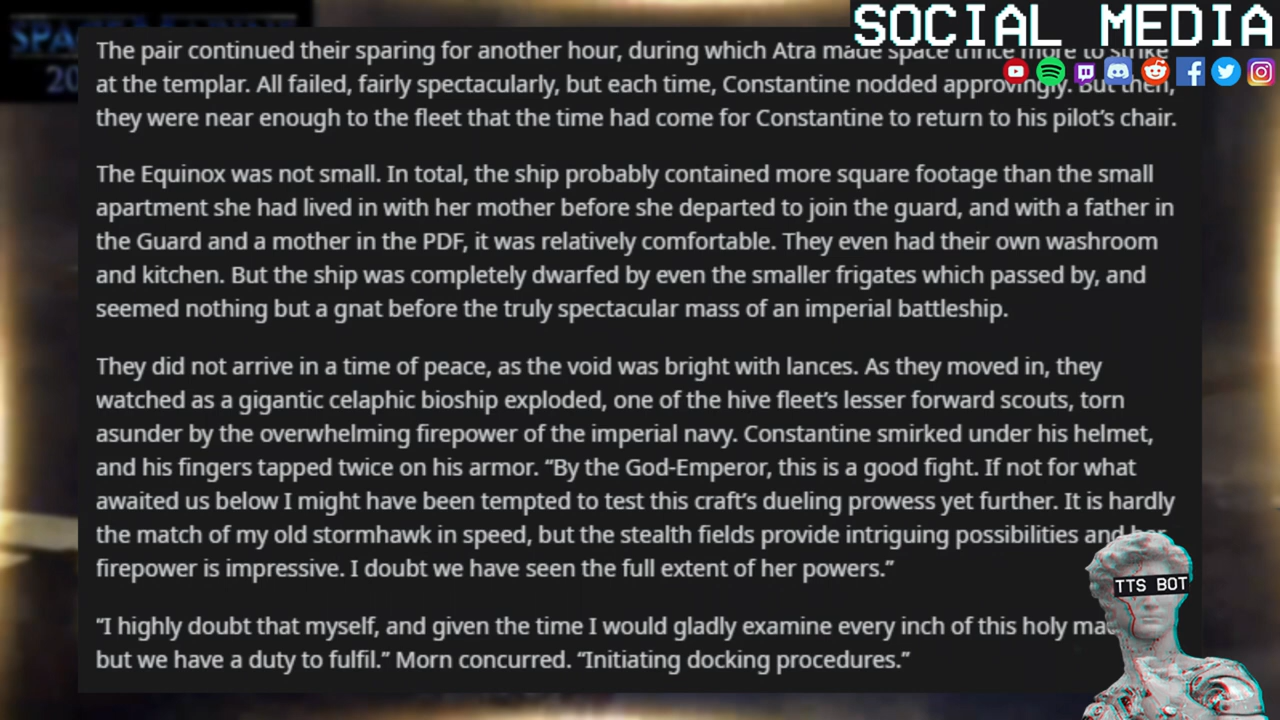 SOCIAL MEDIA
SPA
20
The pair continued their sparing for another hour, during which Atra made space thrice more to strike
at the templar. All failed, fairly spectacularly, but each time, Constantine nodded approvingly. But then,
they were near enough to the fleet that the time had come for Constantine to return to his pilot's chair.
The Equinox was not small. In total, the ship probably contained more square footage than the small
apartment she had lived in with her mother before she departed to join the guard, and with a father in
the Guard and a mother in the PDF, it was relatively comfortable. They even had their own washroom
and kitchen. But the ship was completely dwarfed by even the smaller frigates which passed by, and
seemed nothing but a gnat before the truly spectacular mass of an imperial battleship.
They did not arrive in a time of peace, as the void was bright with lances. As they moved in, they
watched as a gigantic celaphic bioship exploded, one of the hive fleet's lesser forward scouts, torn
asunder by the overwhelming firepower of the imperial navy. Constantine smirked under his helmet,
and his fingers tapped twice on his armor. “By the God-Emperor, this is a good fight. If not for what
awaited us below I might have been tempted to test this craft's dueling prowess yet further. It is hardly
the match of my old stormhawk in speed, but the stealth fields provide intriguing possibilities and her
firepower is impressive. I doubt we have seen the full extent of her powers.”
“I highly doubt that myself, and given the time I would gladly examine every inch of this holy
but we have a duty to fulfil.” Morn concurred. “Initiating docking procedures.”
TTS BOT